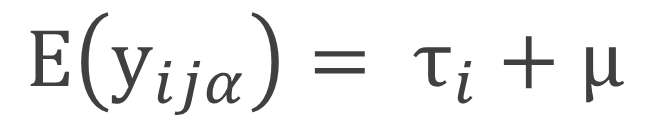 E(y_{ijα}) = τ_i + μ